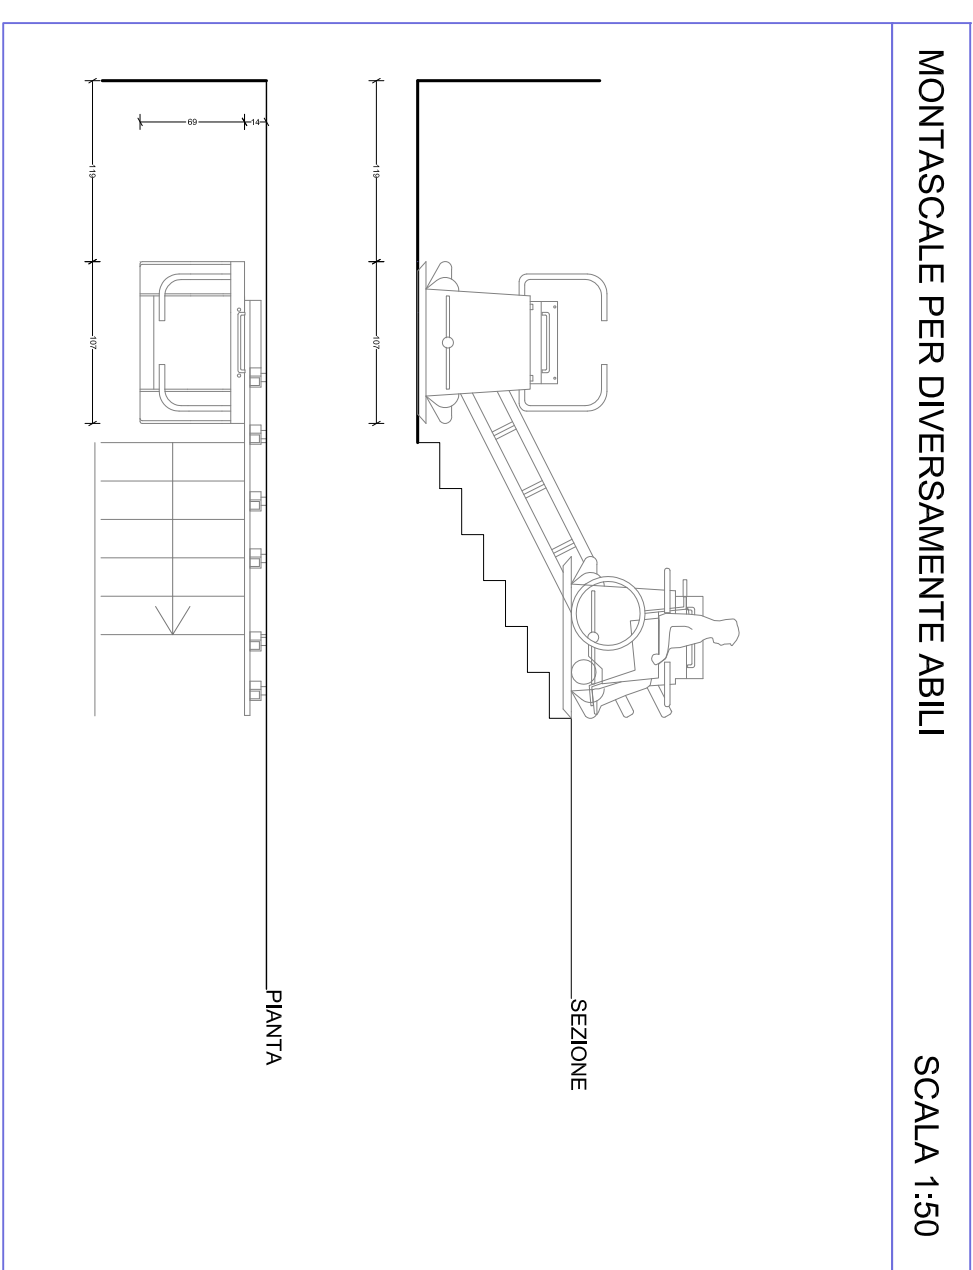 MONTASCALE PER DIVERSAMENTE ABILI
SCALA 1:50
119
107
SEZIONE
69
14
119
107
PIANTA